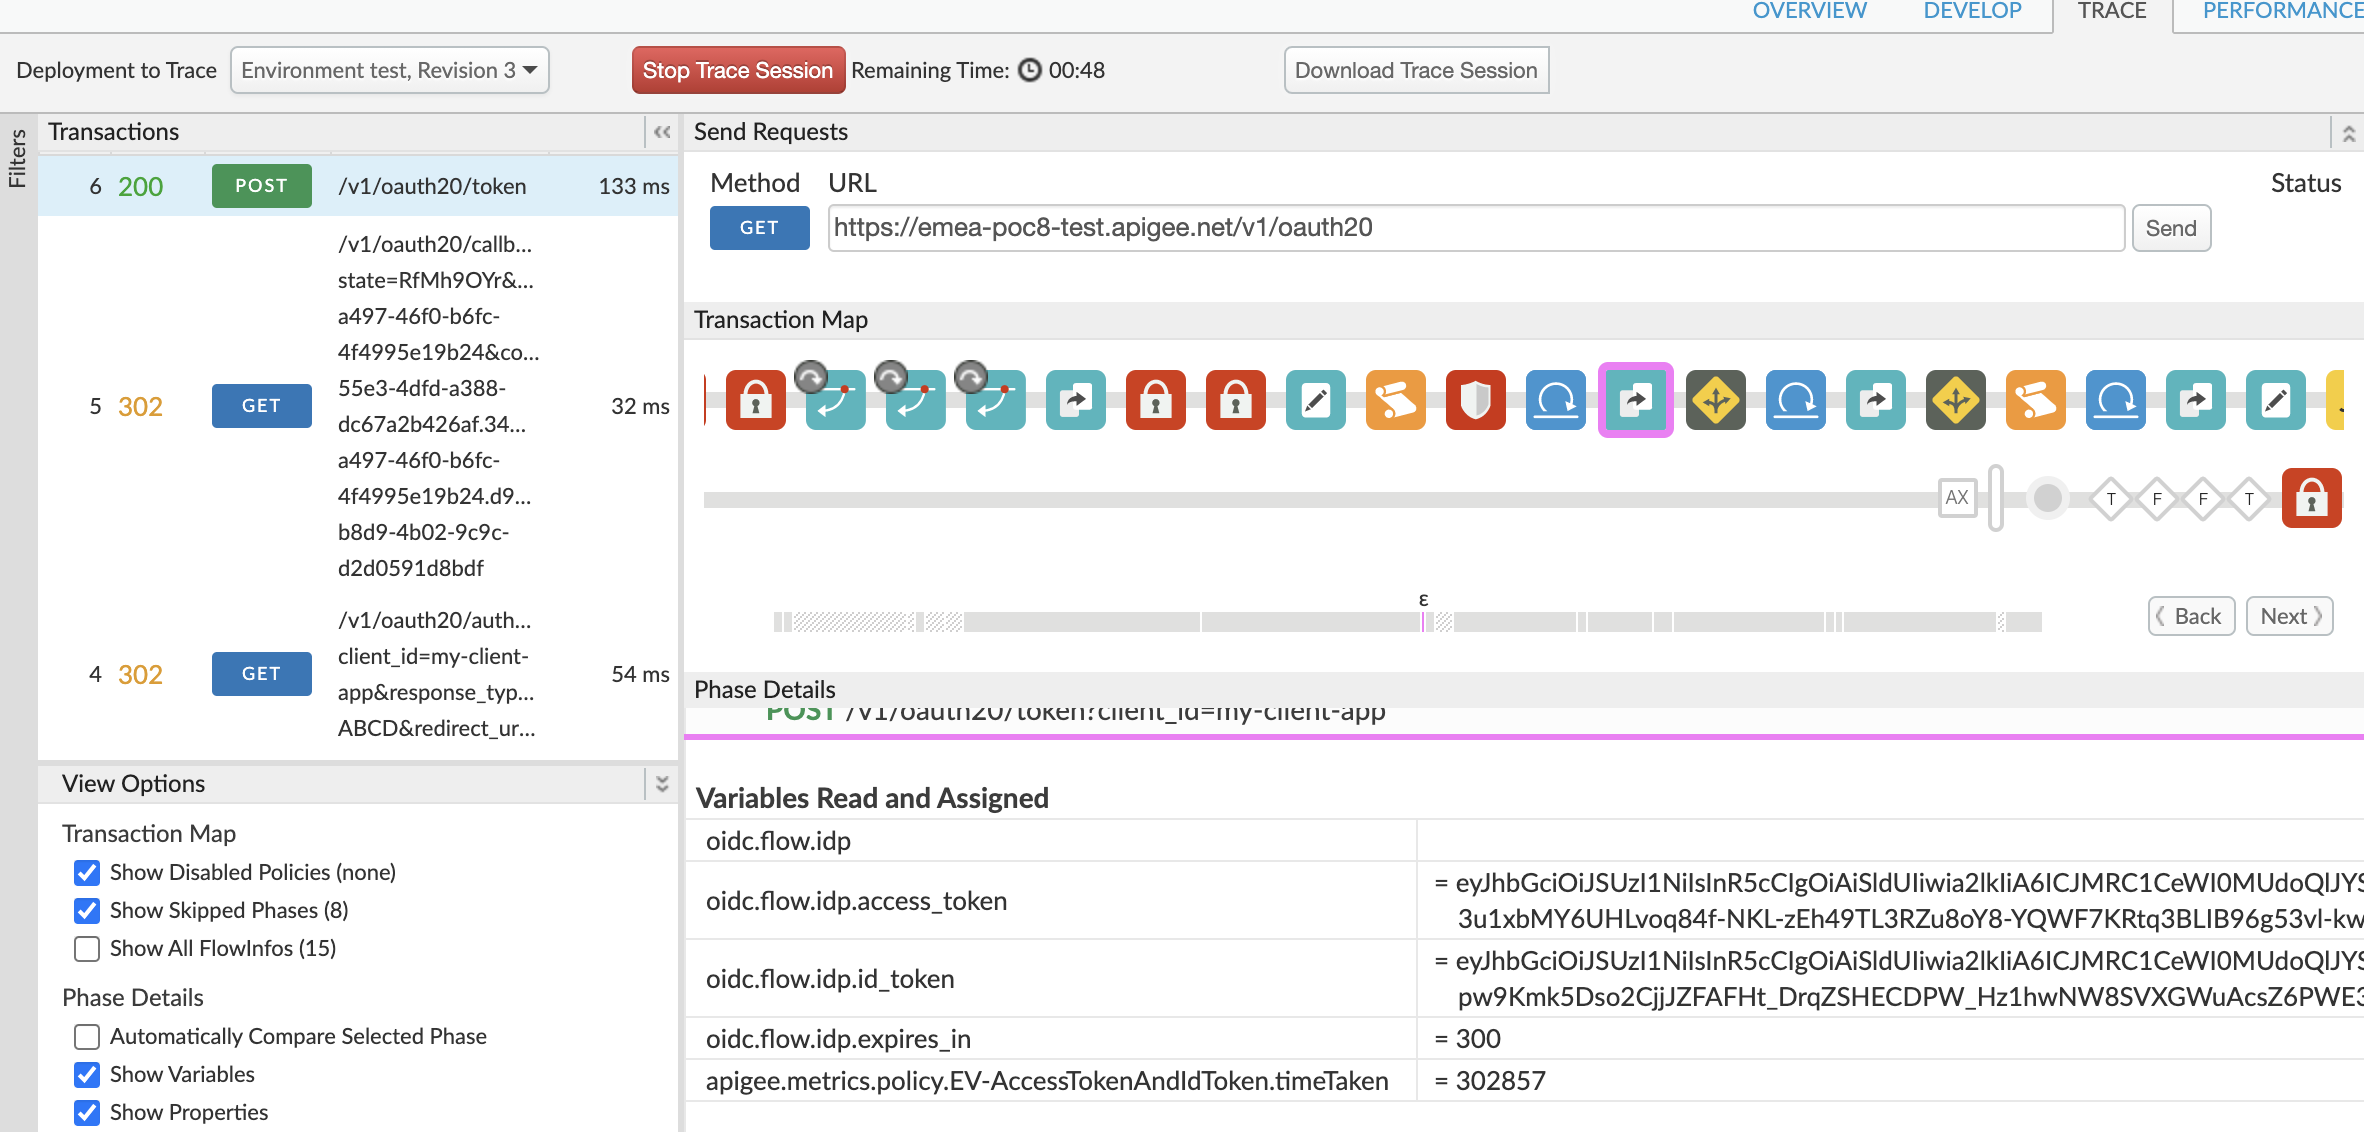 OVERVIEW DEVELOP TRACE PERFORMANCE
Deployment to Trace Environment test, Revision 3 Stop Trace Session Remaining Time: 00:48 Download Trace Session
Filters
Transactions
6 200 POST /v1/oauth20/token 133 ms
/v1/oauth20/callb...
state=RfMh9OYr&...
a497-46f0-b6fc-
4f4995e19b24&co...
55e3-4dfd-a388-
5 302 GET 32 ms
dc67a2b426af.34...
a497-46f0-b6fc-
4f4995e19b24.d9...
b8d9-4b02-9c9c-
d2d0591d8bdf
/v1/oauth20/auth...
client_id=my-client-
4 302 GET 54 ms
app&response_typ...
ABCD&redirect_ur...
View Options
Transaction Map
Show Disabled Policies (none)
Show Skipped Phases (8)
Show All FlowInfos (15)
Phase Details
Automatically Compare Selected Phase
Show Variables
Show Properties
Send Requests
Method URL Status
GET https://emea-poc8-test.apigee.net/v1/oauth20 Send
Transaction Map
AX T F F T
ε
Back Next
Phase Details
POST /v1/oauth20/token?client_id=my-client-app
Variables Read and Assigned
oidc.flow.idp
oidc.flow.idp.access_token
= eyJhbGciOiJSUzI1NiIsInR5cCIgOiAiSldUIiwia2lkIiA6ICJMRC1CeWI0MUdoQlJYS
3u1xbMY6UHLvoq84f-NKL-zEh49TL3RZu8oY8-YQWF7KRtq3BLIB96g53vl-kw
oidc.flow.idp.id_token
= eyJhbGciOiJSUzI1NiIsInR5cCIgOiAiSldUIiwia2lkIiA6ICJMRC1CeWI0MUdoQlJYS
pw9Kmk5Dso2CjjJZFAFHt_DrqZSHECDPW_Hz1hwNW8SVXGWuAcsZ6PWE3
oidc.flow.idp.expires_in = 300
apigee.metrics.policy.EV-AccessTokenAndIdToken.timeTaken = 302857